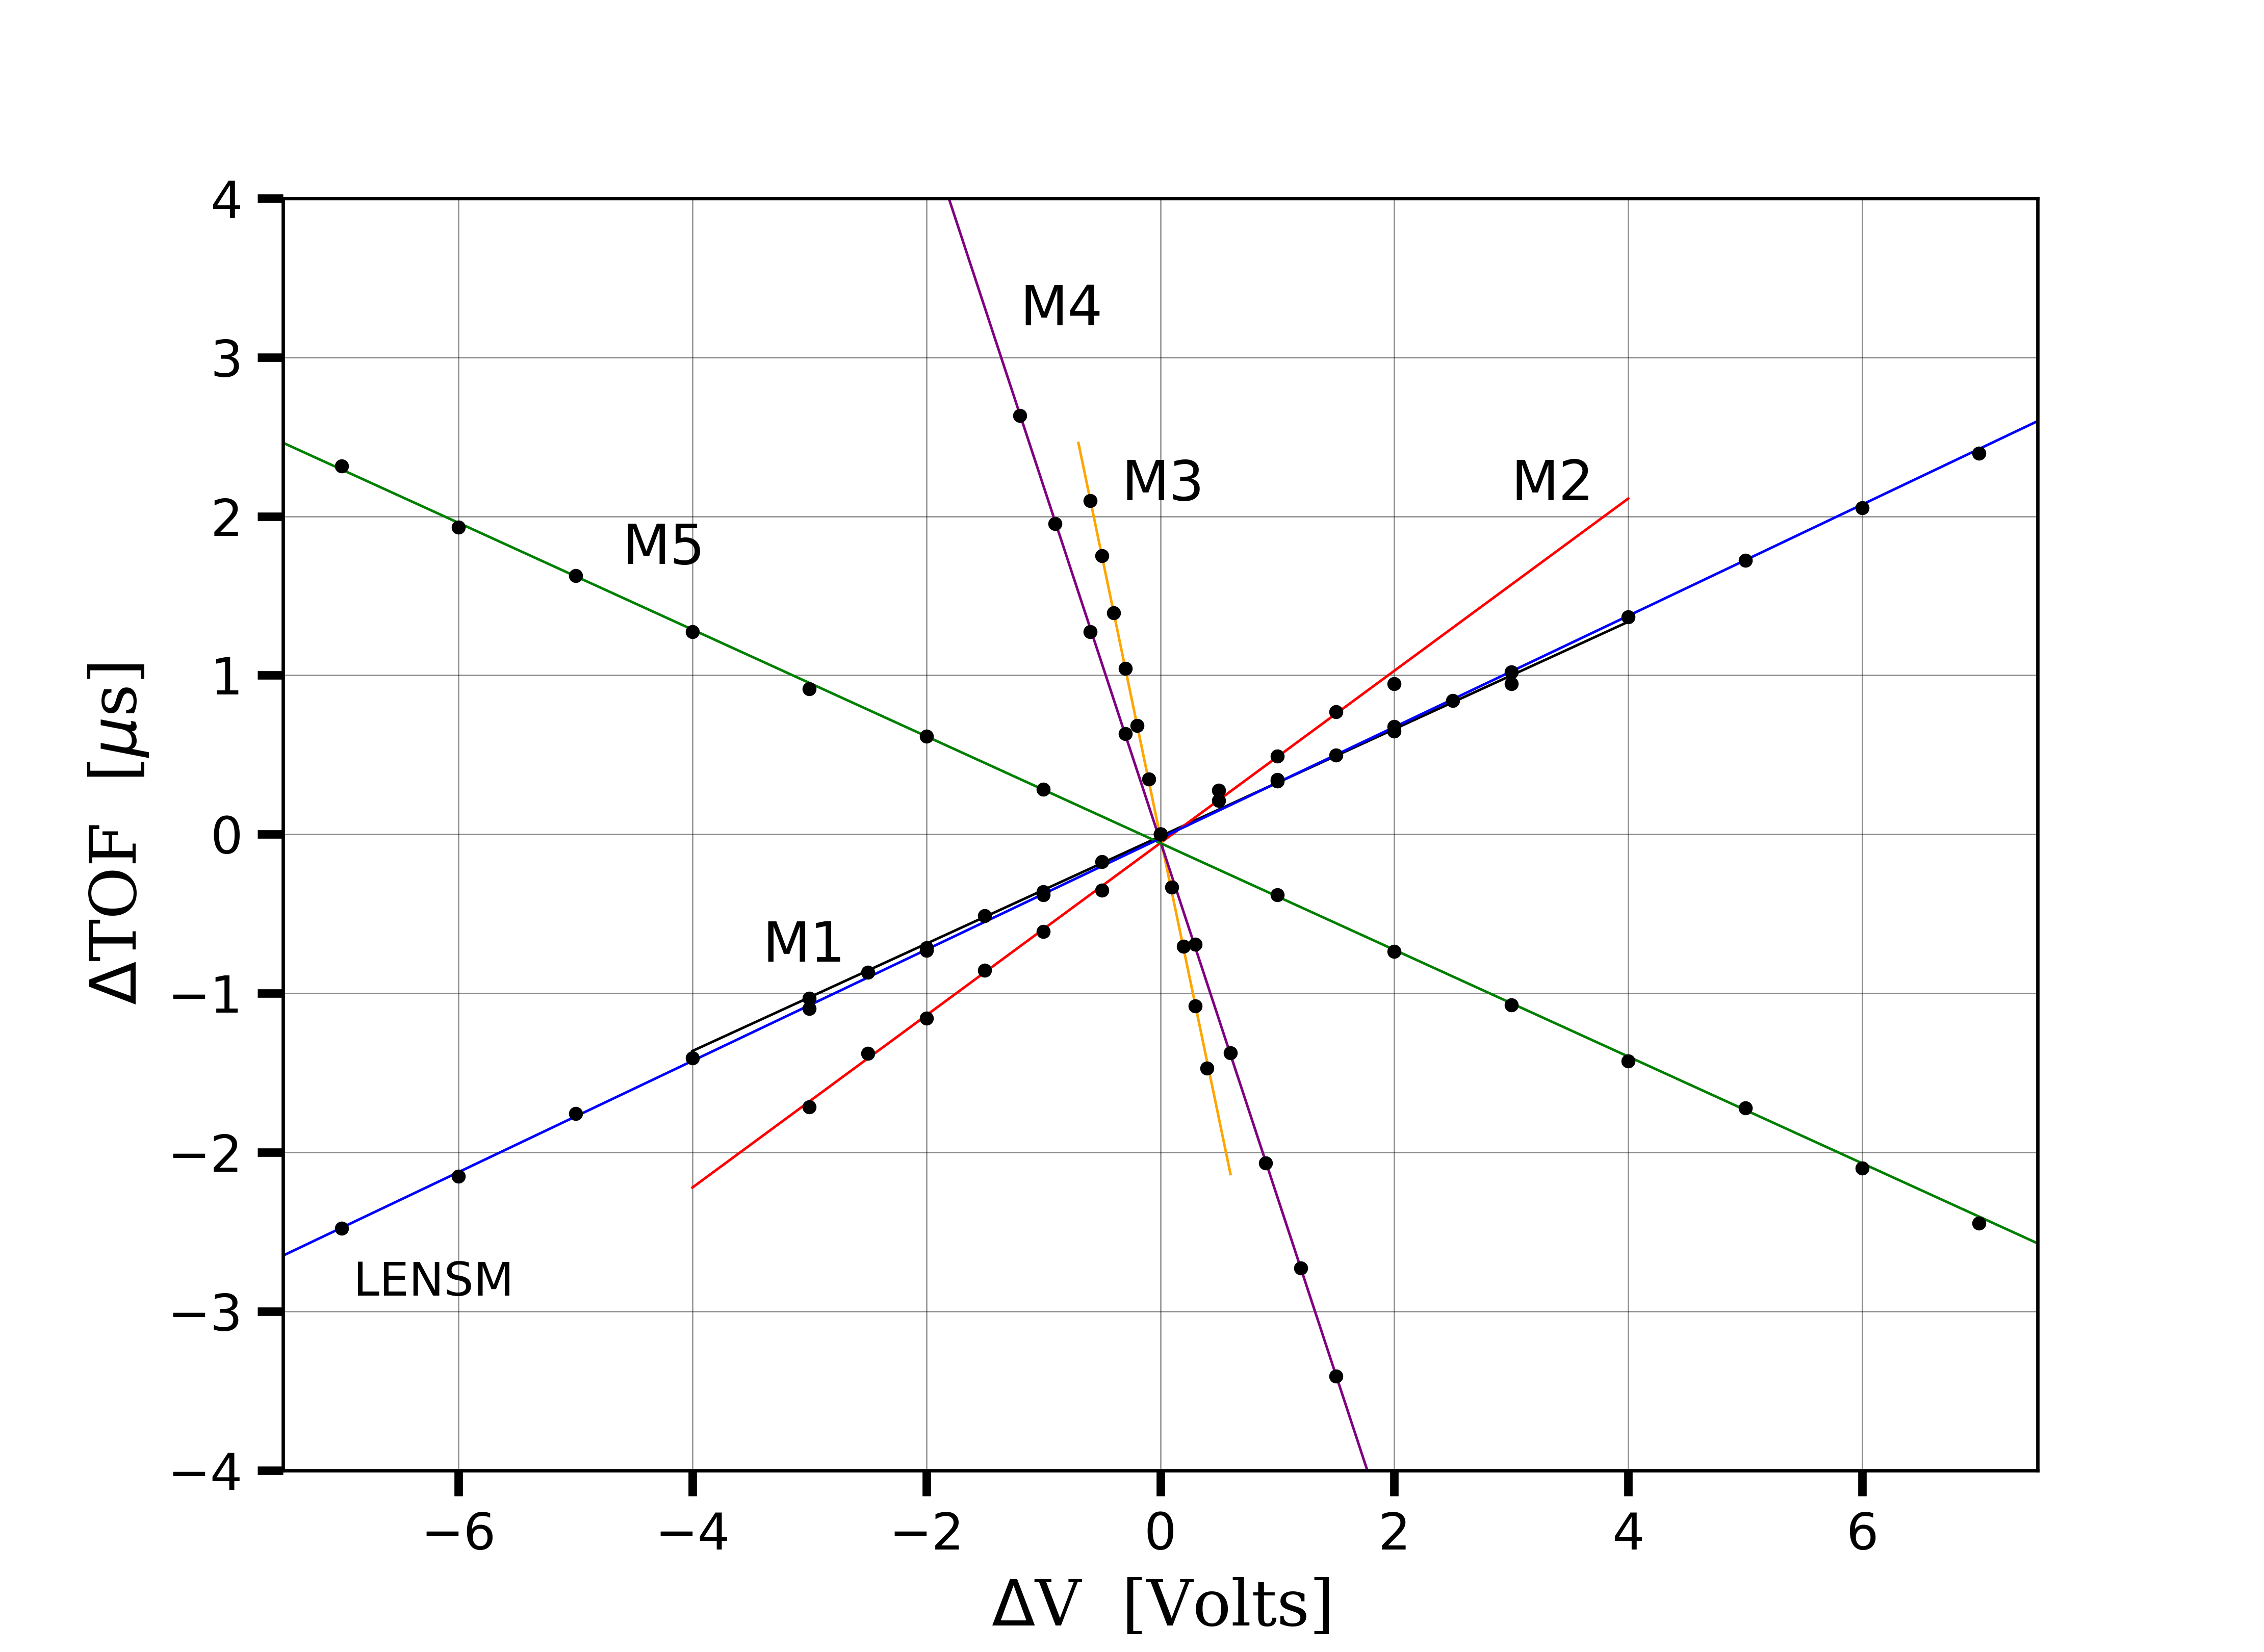 4
M4
3
M3
M2
2
M5
1
ΔTOF [μs]
0
M1
−1
−2
LENSM
−3
−4
−6 −4 −2 0 2 4 6
ΔV [Volts]